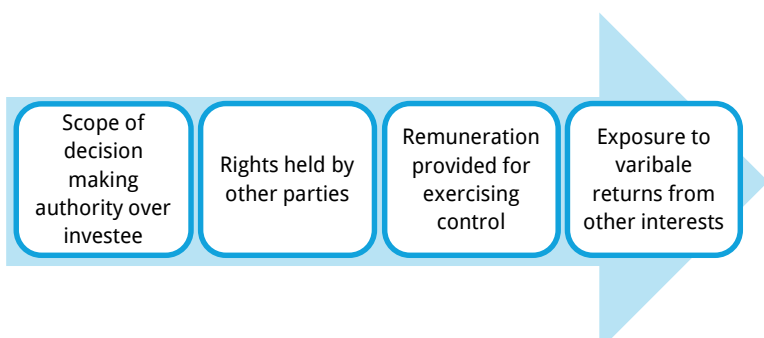 Scope of
decision
making
authority over
investee
Rights held by
other parties
Remuneration
provided for
exercising
control
Exposure to
varibale
returns from
other interests